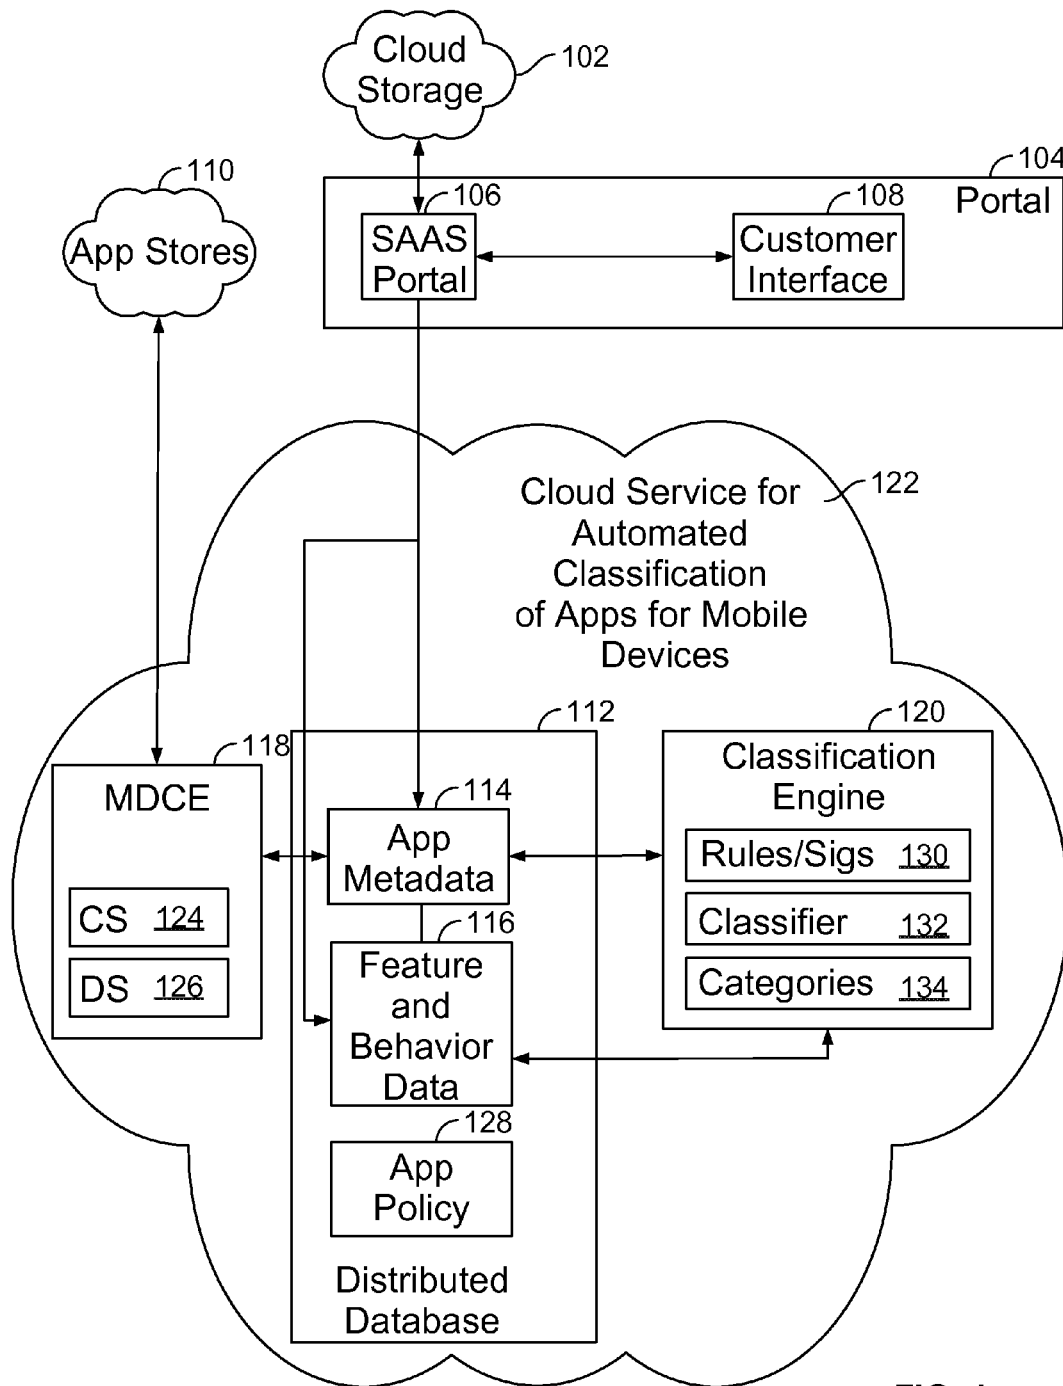 Cloud
Storage
102
110
App Stores
104
Portal
106
SAAS
Portal
108
Customer
Interface
Cloud Service for
Automated
Classification
of Apps for Mobile
Devices
122
118
MDCE
CS 124
DS 126
112
114
App
Metadata
116
Feature
and
Behavior
Data
128
App
Policy
Distributed
Database
120
Classification
Engine
Rules/Sigs 130
Classifier 132
Categories 134